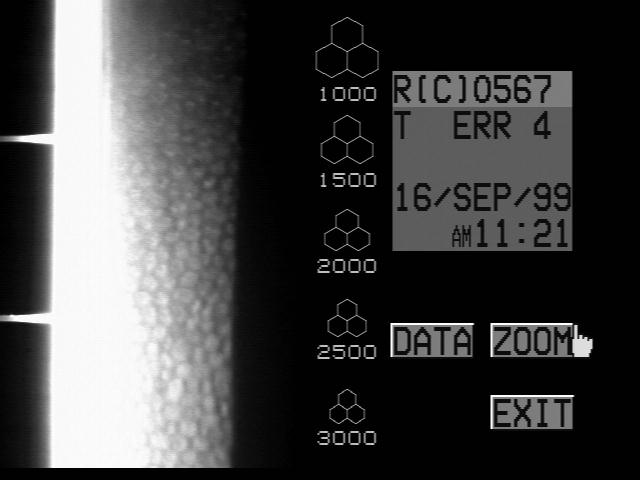 1000
1500
2000
2500
3000
R(C)0567
T ERR 4
16/SEP/99
AM11:21
DATA ZOOM
EXIT